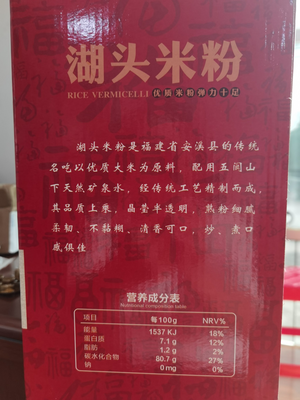 湖头米粉
RICE VERMICELLI 优质米粉弹力十足
湖头米粉是福建省安溪县的传统
名吃以优质大米为原料,配用五阆山
下天然矿泉水,经传统工艺精制而成,
其品质上乘,晶莹半透明,熟粉细腻
柔韧、不黏糊、清香可口,炒、煮口
感俱佳
营养成分表
Nutritional composition table
项目 每100g NRV%
能量 1537 KJ 18%
蛋白质 7.1 g 12%
脂肪 1.2 g 2%
碳水化合物 80.7 g 27%
钠 0 mg 0%